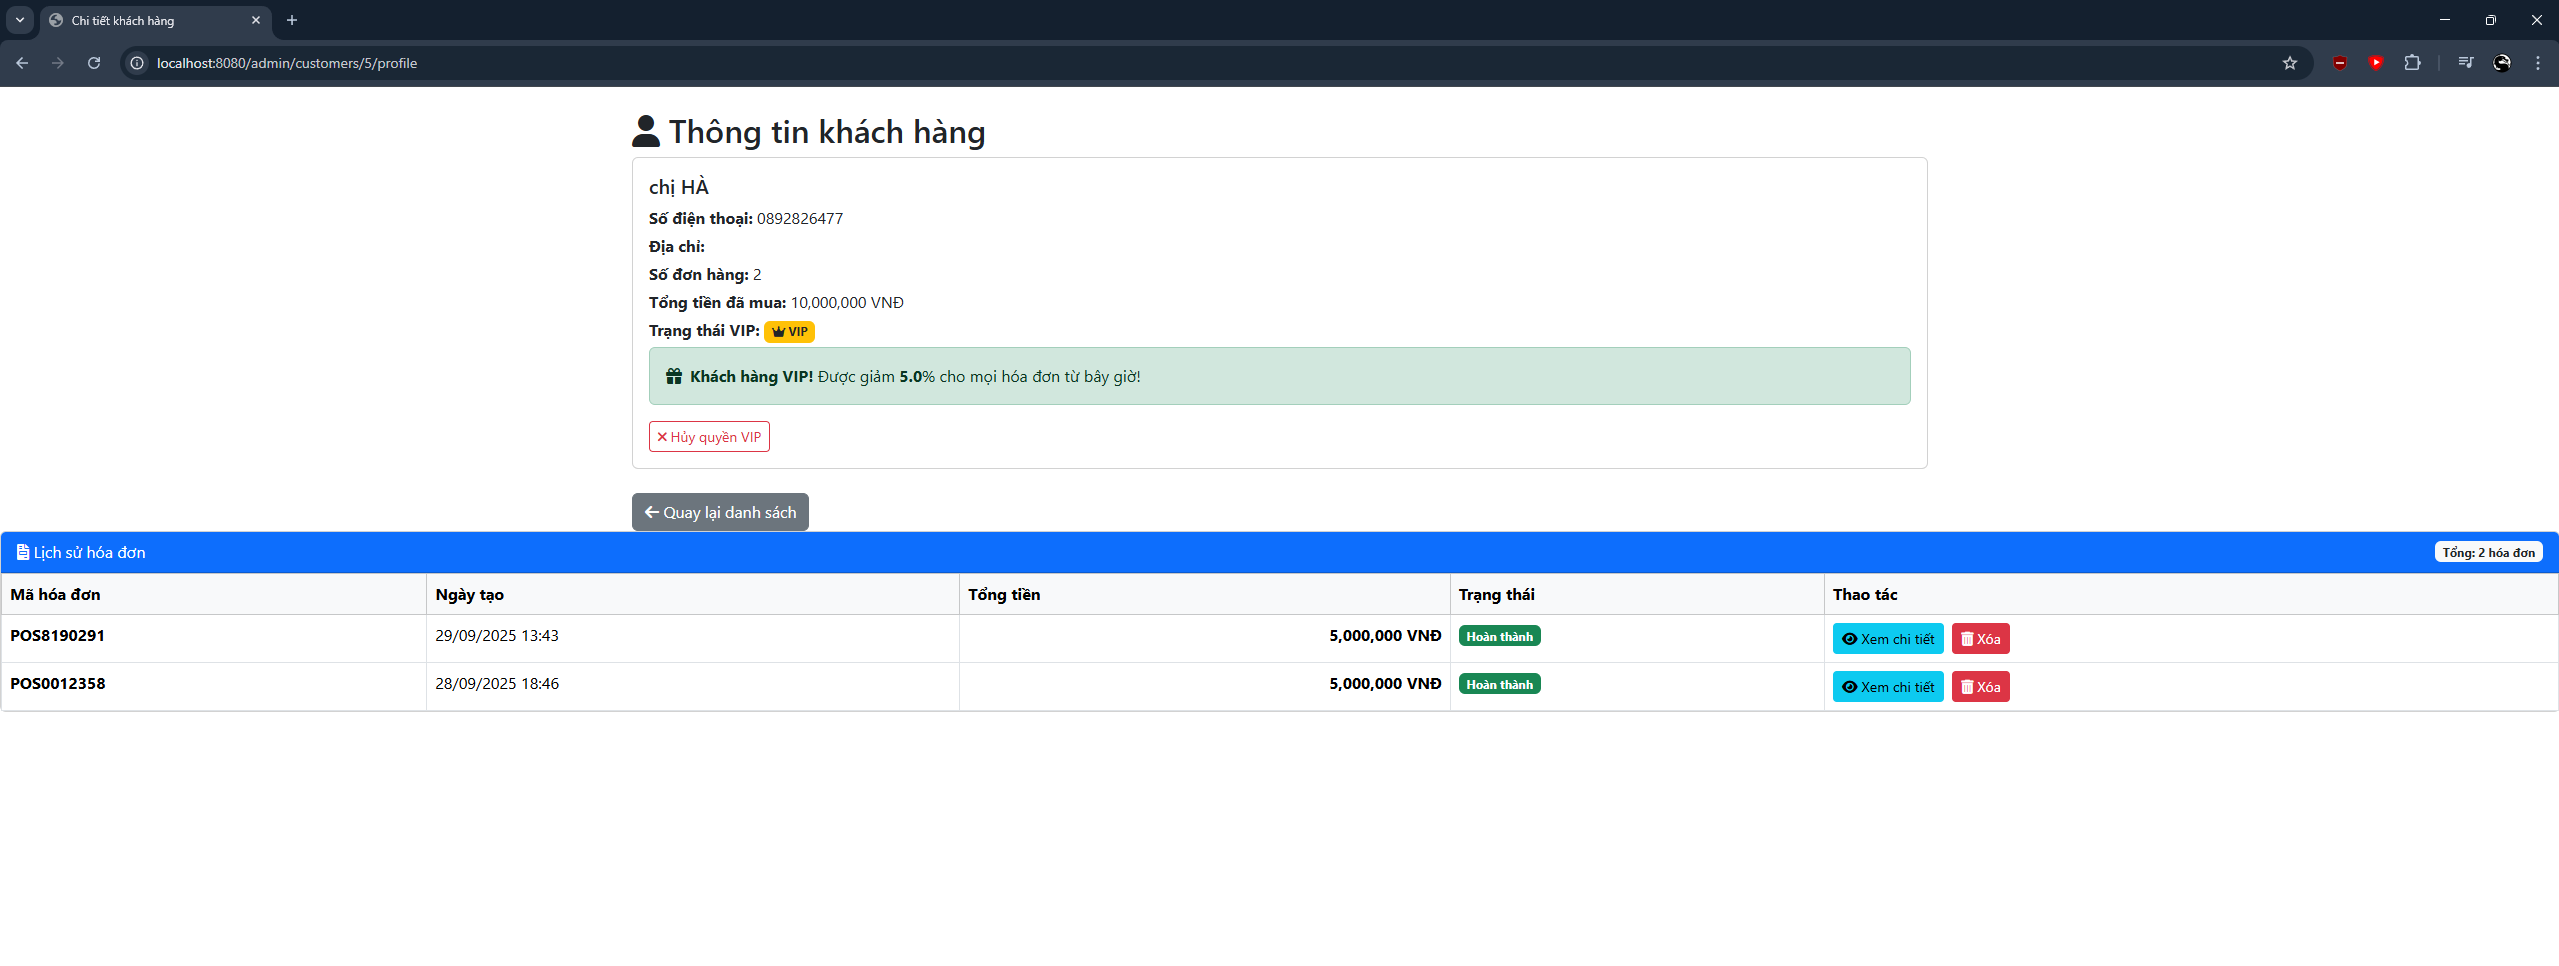 Chi tiết khách hàng
localhost:8080/admin/customers/5/profile
Thông tin khách hàng
chị HÀ
Số điện thoại: 0892826477
Địa chỉ:
Số đơn hàng: 2
Tổng tiền đã mua: 10,000,000 VNĐ
Trạng thái VIP: VIP
Khách hàng VIP! Được giảm 5.0% cho mọi hóa đơn từ bây giờ!
Hủy quyền VIP
Quay lại danh sách
Lịch sử hóa đơn Tổng: 2 hóa đơn
Mã hóa đơn Ngày tạo Tổng tiền Trạng thái Thao tác
POS8190291 29/09/2025 13:43 5,000,000 VNĐ Hoàn thành Xem chi tiết Xóa
POS0012358 28/09/2025 18:46 5,000,000 VNĐ Hoàn thành Xem chi tiết Xóa